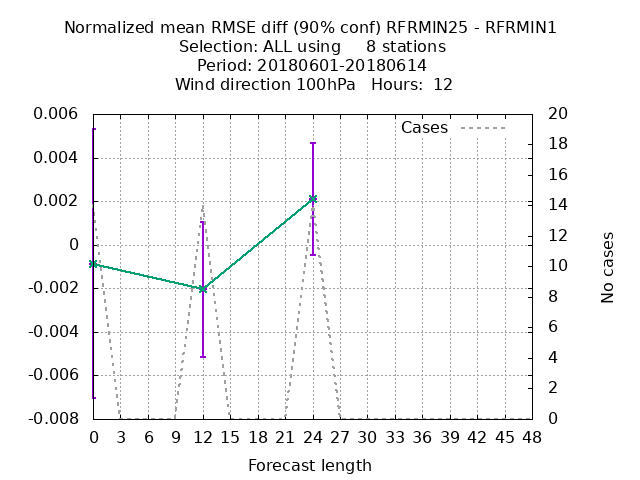 Normalized mean RMSE diff (90% conf) RFRMIN25 - RFRMIN1
Selection: ALL using     8 stations
Period: 20180601-20180614
Wind direction 100hPa   Hours:  12
Cases
0.006
0.004
0.002
0
-0.002
-0.004
-0.006
-0.008
20
18
16
14
12
10
8
6
4
2
0
No cases
0 3 6 9 12 15 18 21 24 27 30 33 36 39 42 45 48
Forecast length